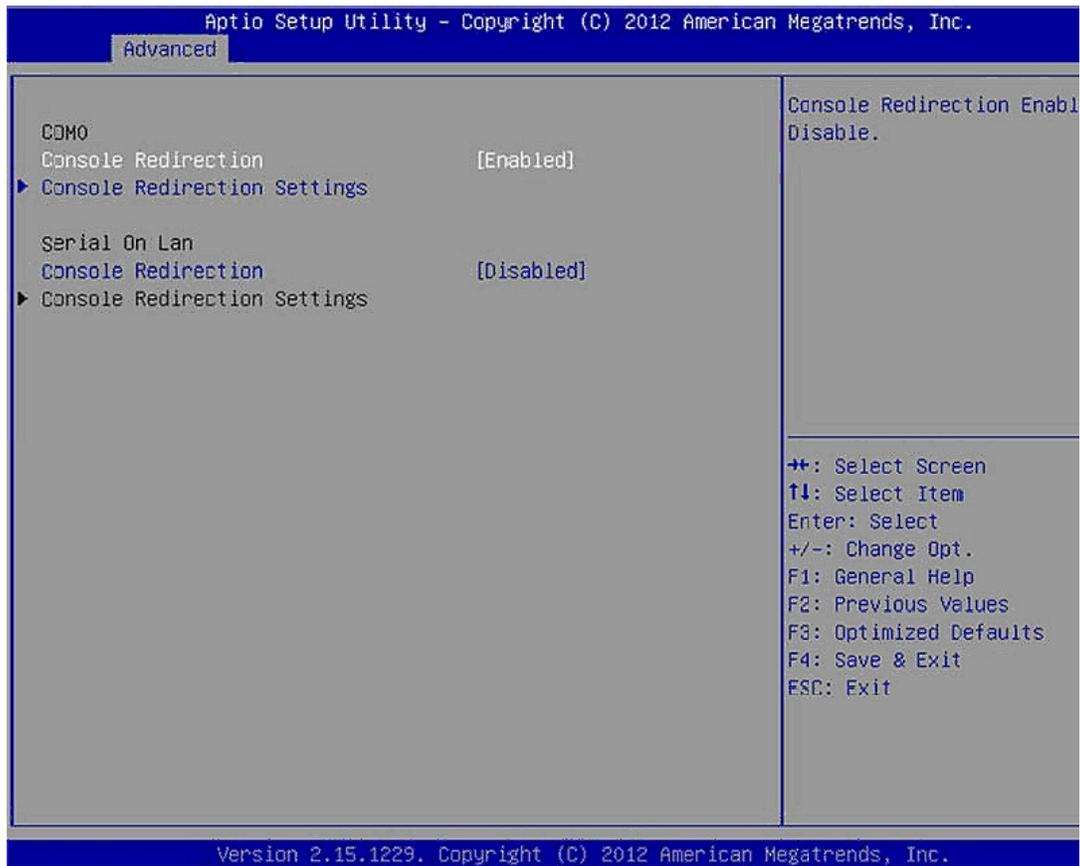 Aptio Setup Utility – Copyright (C) 2012 American Megatrends, Inc.
Advanced
COM0
Console Redirection [Enabled]
Console Redirection Settings
Serial On Lan
Console Redirection [Disabled]
Console Redirection Settings
Console Redirection Enabl
Disable.
→←: Select Screen
↑↓: Select Item
Enter: Select
+/-: Change Opt.
F1: General Help
F2: Previous Values
F3: Optimized Defaults
F4: Save & Exit
ESC: Exit
Version 2.15.1229. Copyright (C) 2012 American Megatrends, Inc.